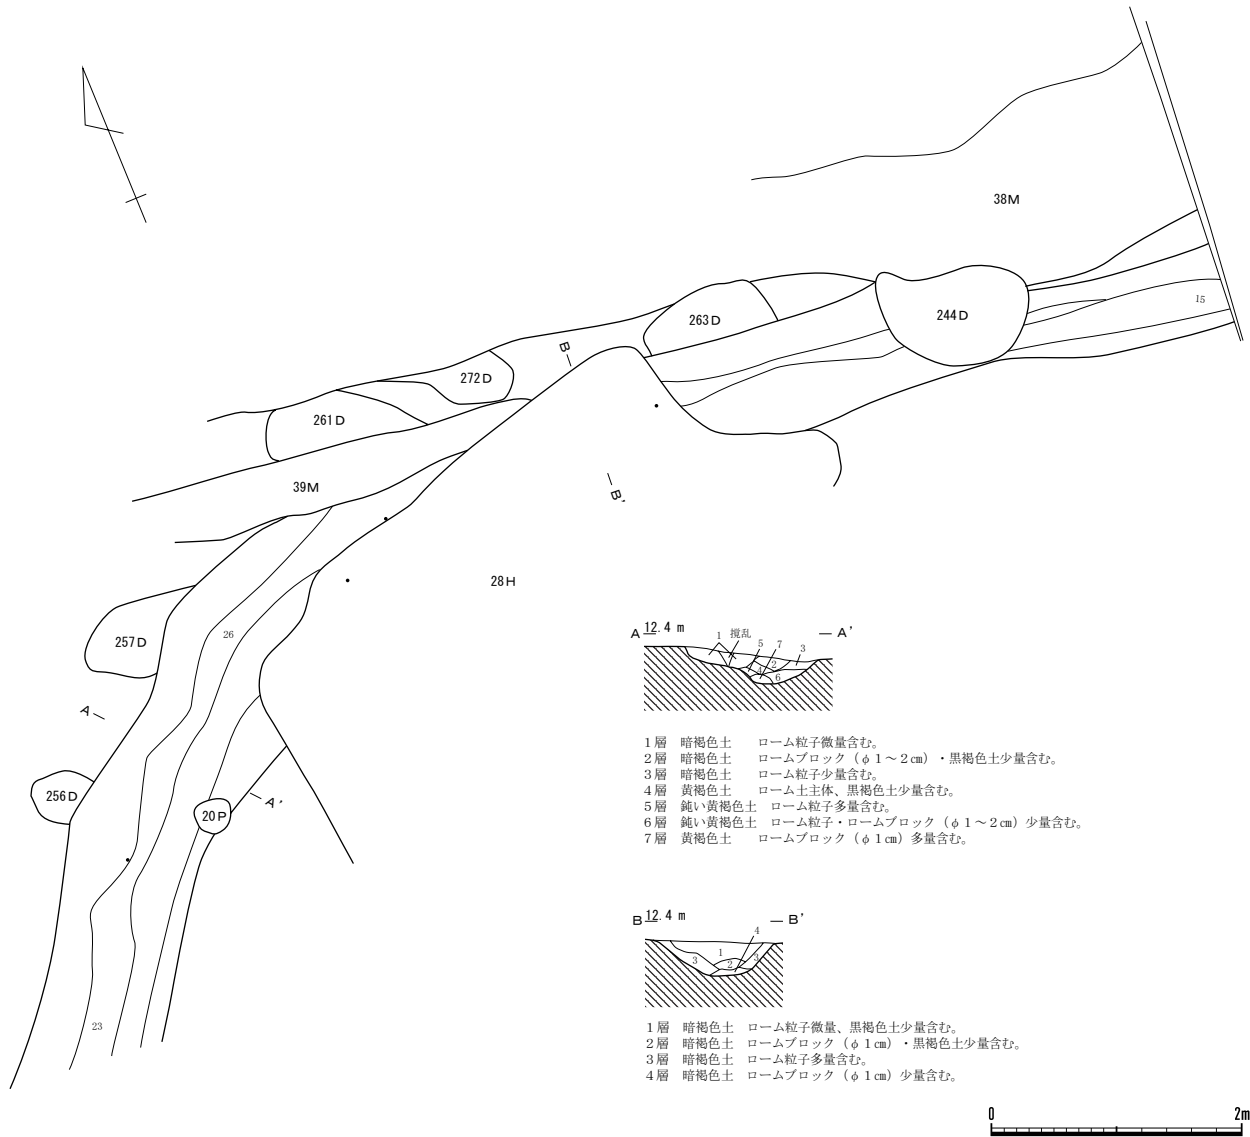 38M
15
244D
263D
B
272D
261D
39M
B'
28H
257D
26
A
256D
A'
20P
23
A 12.4 m A'
1 撹乱 5 7 3
2
4
6
1層 暗褐色土 ローム粒子微量含む。
2層 暗褐色土 ロームブロック（φ1～2㎝）・黒褐色土少量含む。
3層 暗褐色土 ローム粒子少量含む。
4層 黄褐色土 ローム土主体、黒褐色土少量含む。
5層 鈍い黄褐色土 ローム粒子多量含む。
6層 鈍い黄褐色土 ローム粒子・ロームブロック（φ1～2㎝）少量含む。
7層 黄褐色土 ロームブロック（φ1㎝）多量含む。
B 12.4 m B'
4
1
3 2 3
1層 暗褐色土 ローム粒子微量、黒褐色土少量含む。
2層 暗褐色土 ロームブロック（φ1㎝）・黒褐色土少量含む。
3層 暗褐色土 ローム粒子多量含む。
4層 暗褐色土 ロームブロック（φ1㎝）少量含む。
0 2m